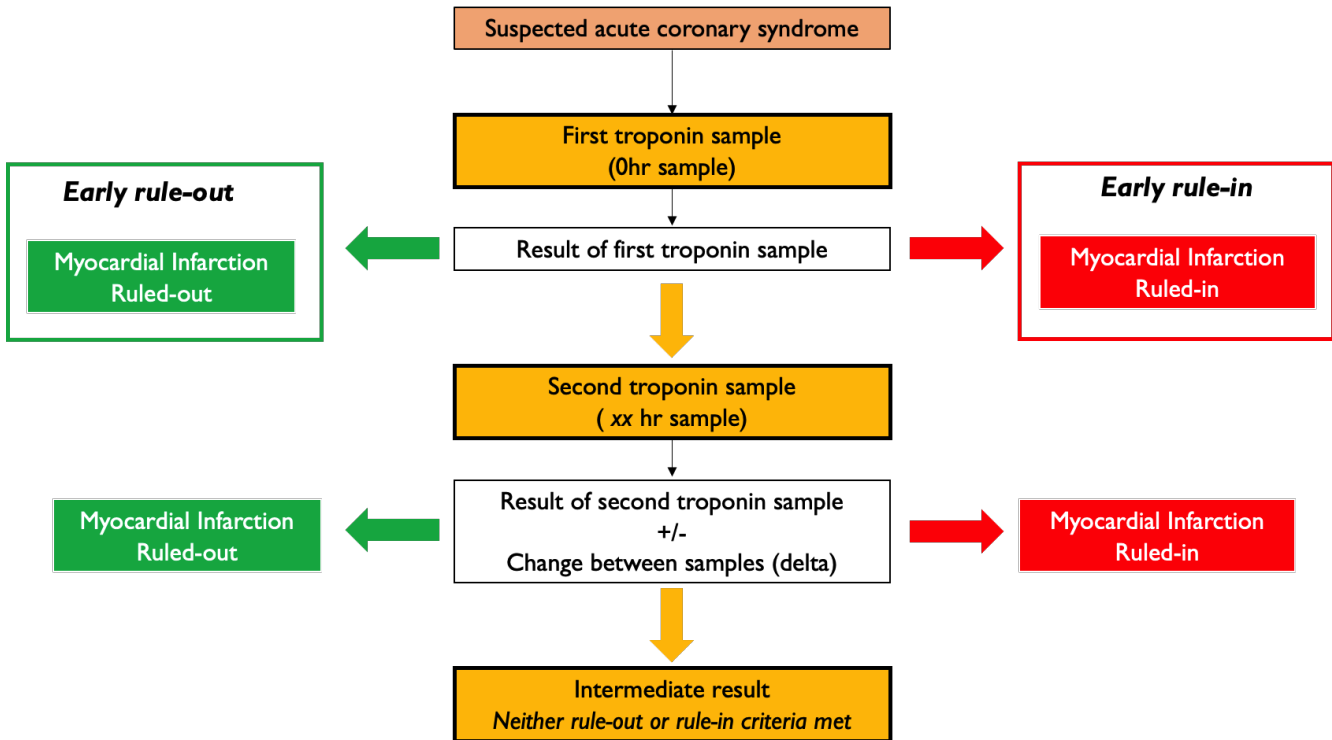 Suspected acute coronary syndrome
First troponin sample
(0hr sample)
Early rule-out
Myocardial Infarction
Ruled-out
Result of first troponin sample
Early rule-in
Myocardial Infarction
Ruled-in
Second troponin sample
( xx hr sample)
Myocardial Infarction
Ruled-out
Result of second troponin sample
+/-
Change between samples (delta)
Myocardial Infarction
Ruled-in
Intermediate result
Neither rule-out or rule-in criteria met